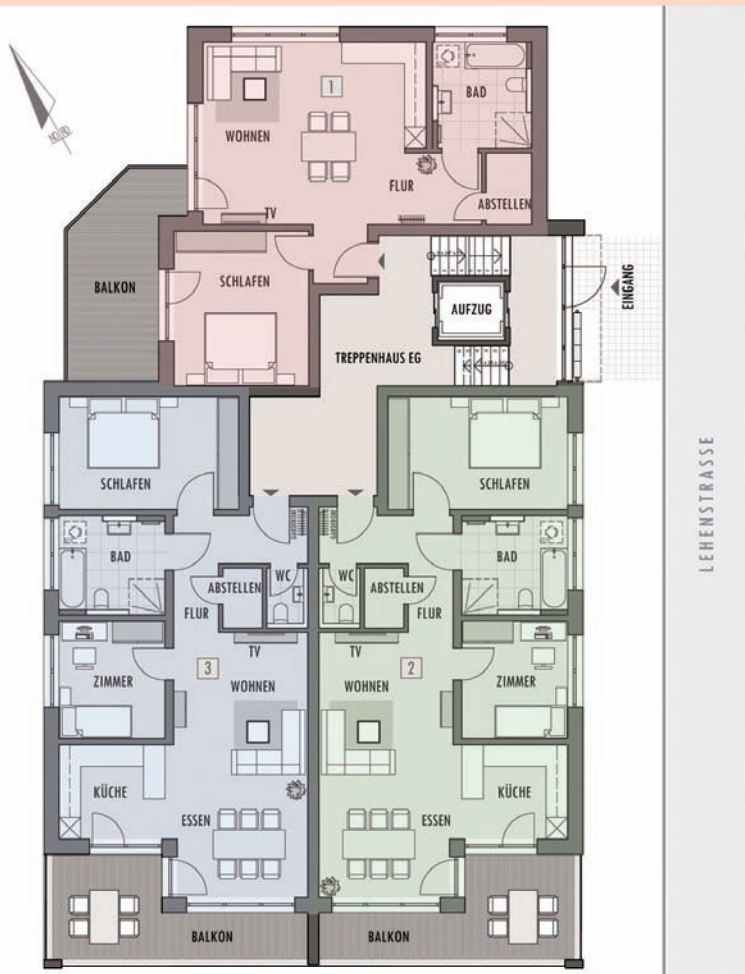 NORD
1
BAD
WOHNEN
FLUR
ABSTELLEN
TV
SCHLAFEN
BALKON
AUFZUG
EINGANG
TREPPENHAUS EG
SCHLAFEN
SCHLAFEN
LEHENSTRASSE
BAD
ABSTELLEN
WC
FLUR
WC
ABSTELLEN
BAD
FLUR
TV
TV
3
2
ZIMMER
WOHNEN
WOHNEN
ZIMMER
KÜCHE
ESSEN
ESSEN
KÜCHE
BALKON
BALKON